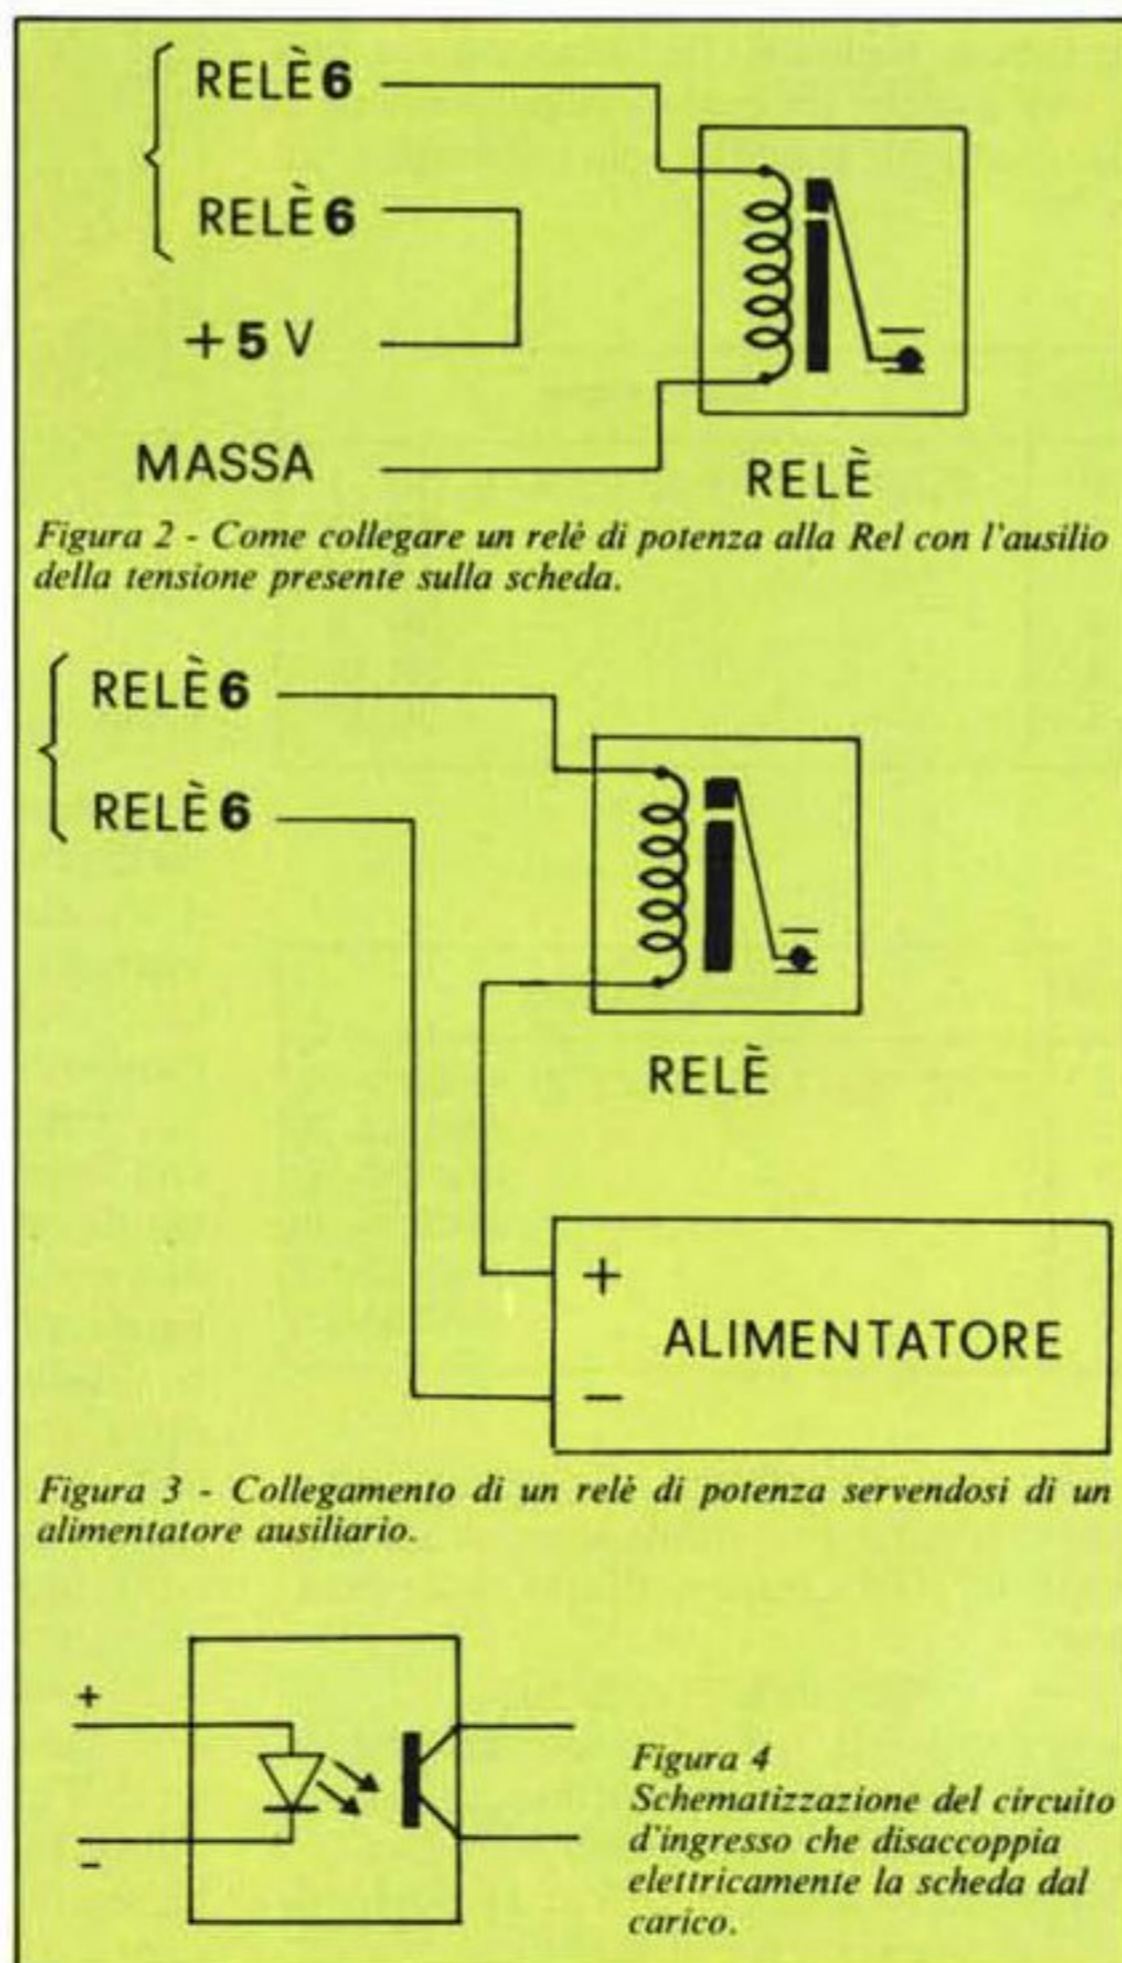 RELÈ 6
RELÈ 6
+ 5 V
MASSA
RELÈ
Figura 2 - Come collegare un relè di potenza alla Rel con l'ausilio
della tensione presente sulla scheda.
RELÈ 6
RELÈ 6
RELÈ
+
ALIMENTATORE
−
Figura 3 - Collegamento di un relè di potenza servendosi di un
alimentatore ausiliario.
+
−
Figura 4
Schematizzazione del circuito
d'ingresso che disaccoppia
elettricamente la scheda dal
carico.